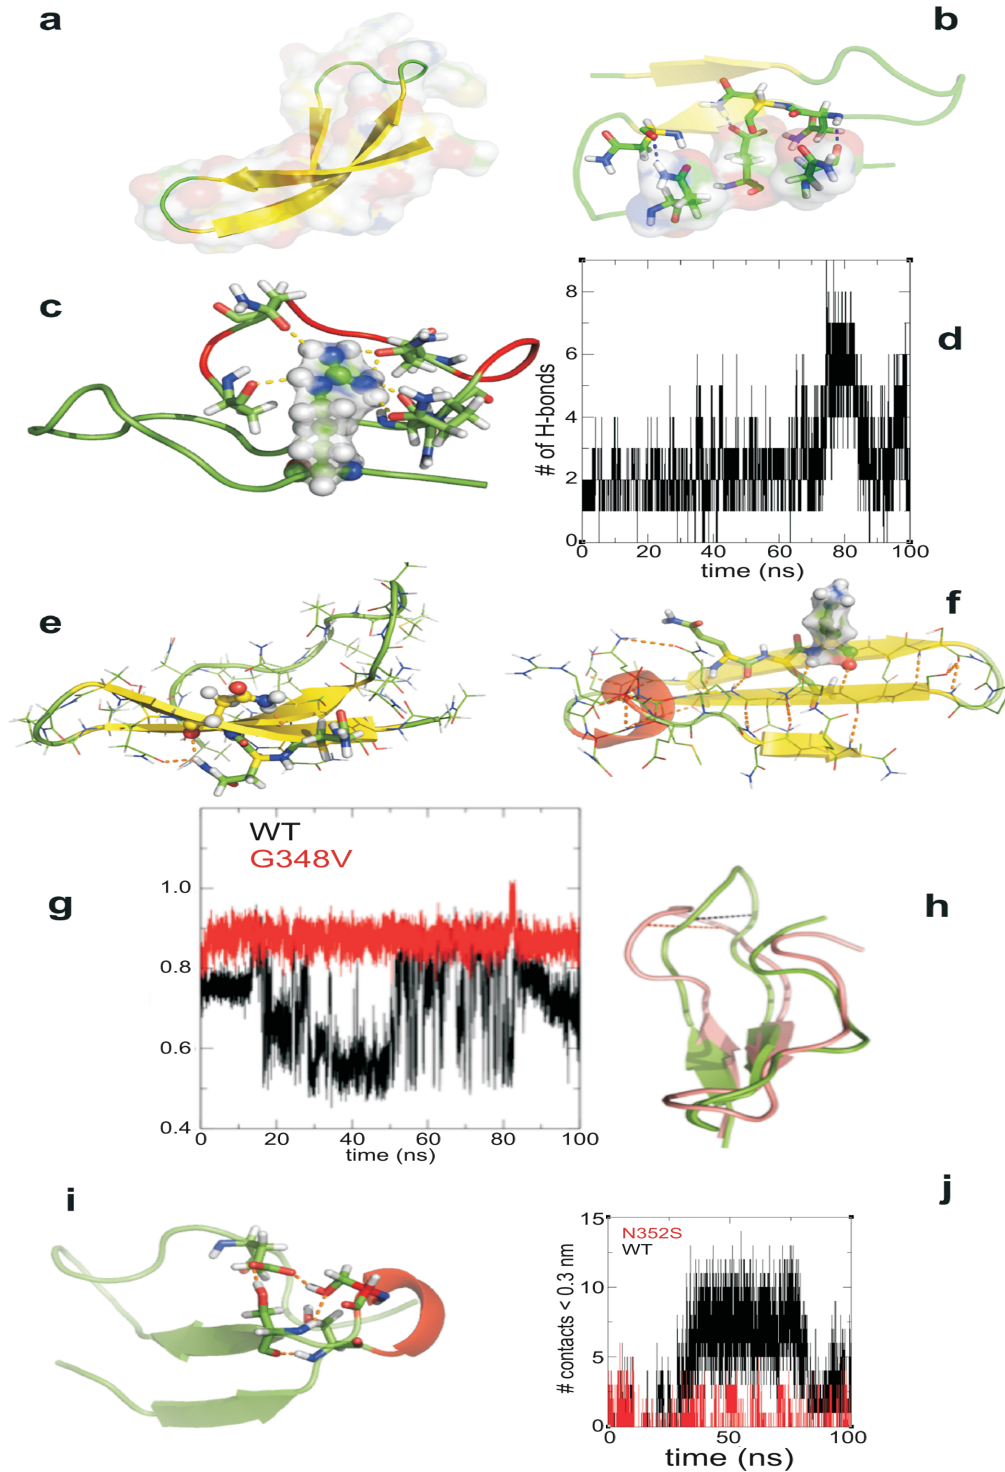 a
b
c
d
# of H-bonds
8
6
4
2
0
0 20 40 60 80 100
time (ns)
e
f
g
WT
G348V
1.0
0.8
0.6
0.4
0 20 40 60 80 100
time (ns)
h
i
j
# contacts < 0.3 nm
N352S
WT
15
10
5
0
0 50 100
time (ns)